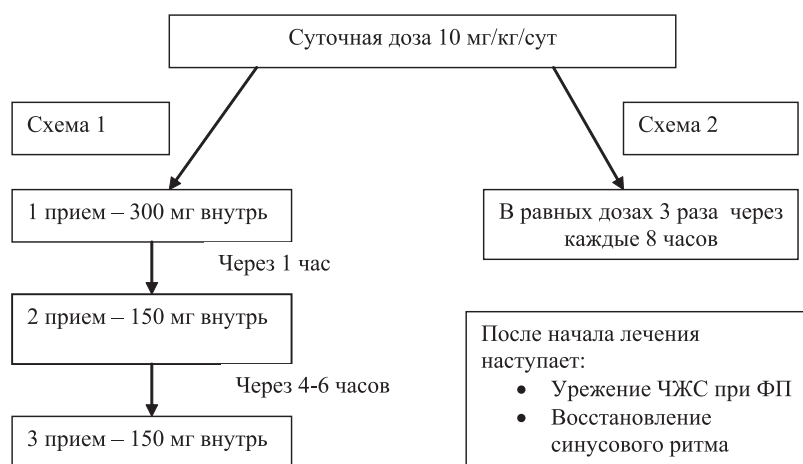 Суточная доза 10 мг/кг/сут
Схема 1
Схема 2
1 прием – 300 мг внутрь
В равных дозах 3 раза через
каждые 8 часов
Через 1 час
2 прием – 150 мг внутрь
Через 4-6 часов
3 прием – 150 мг внутрь
После начала лечения
наступает:
• Урежение ЧЖС при ФП
• Восстановление
синусового ритма